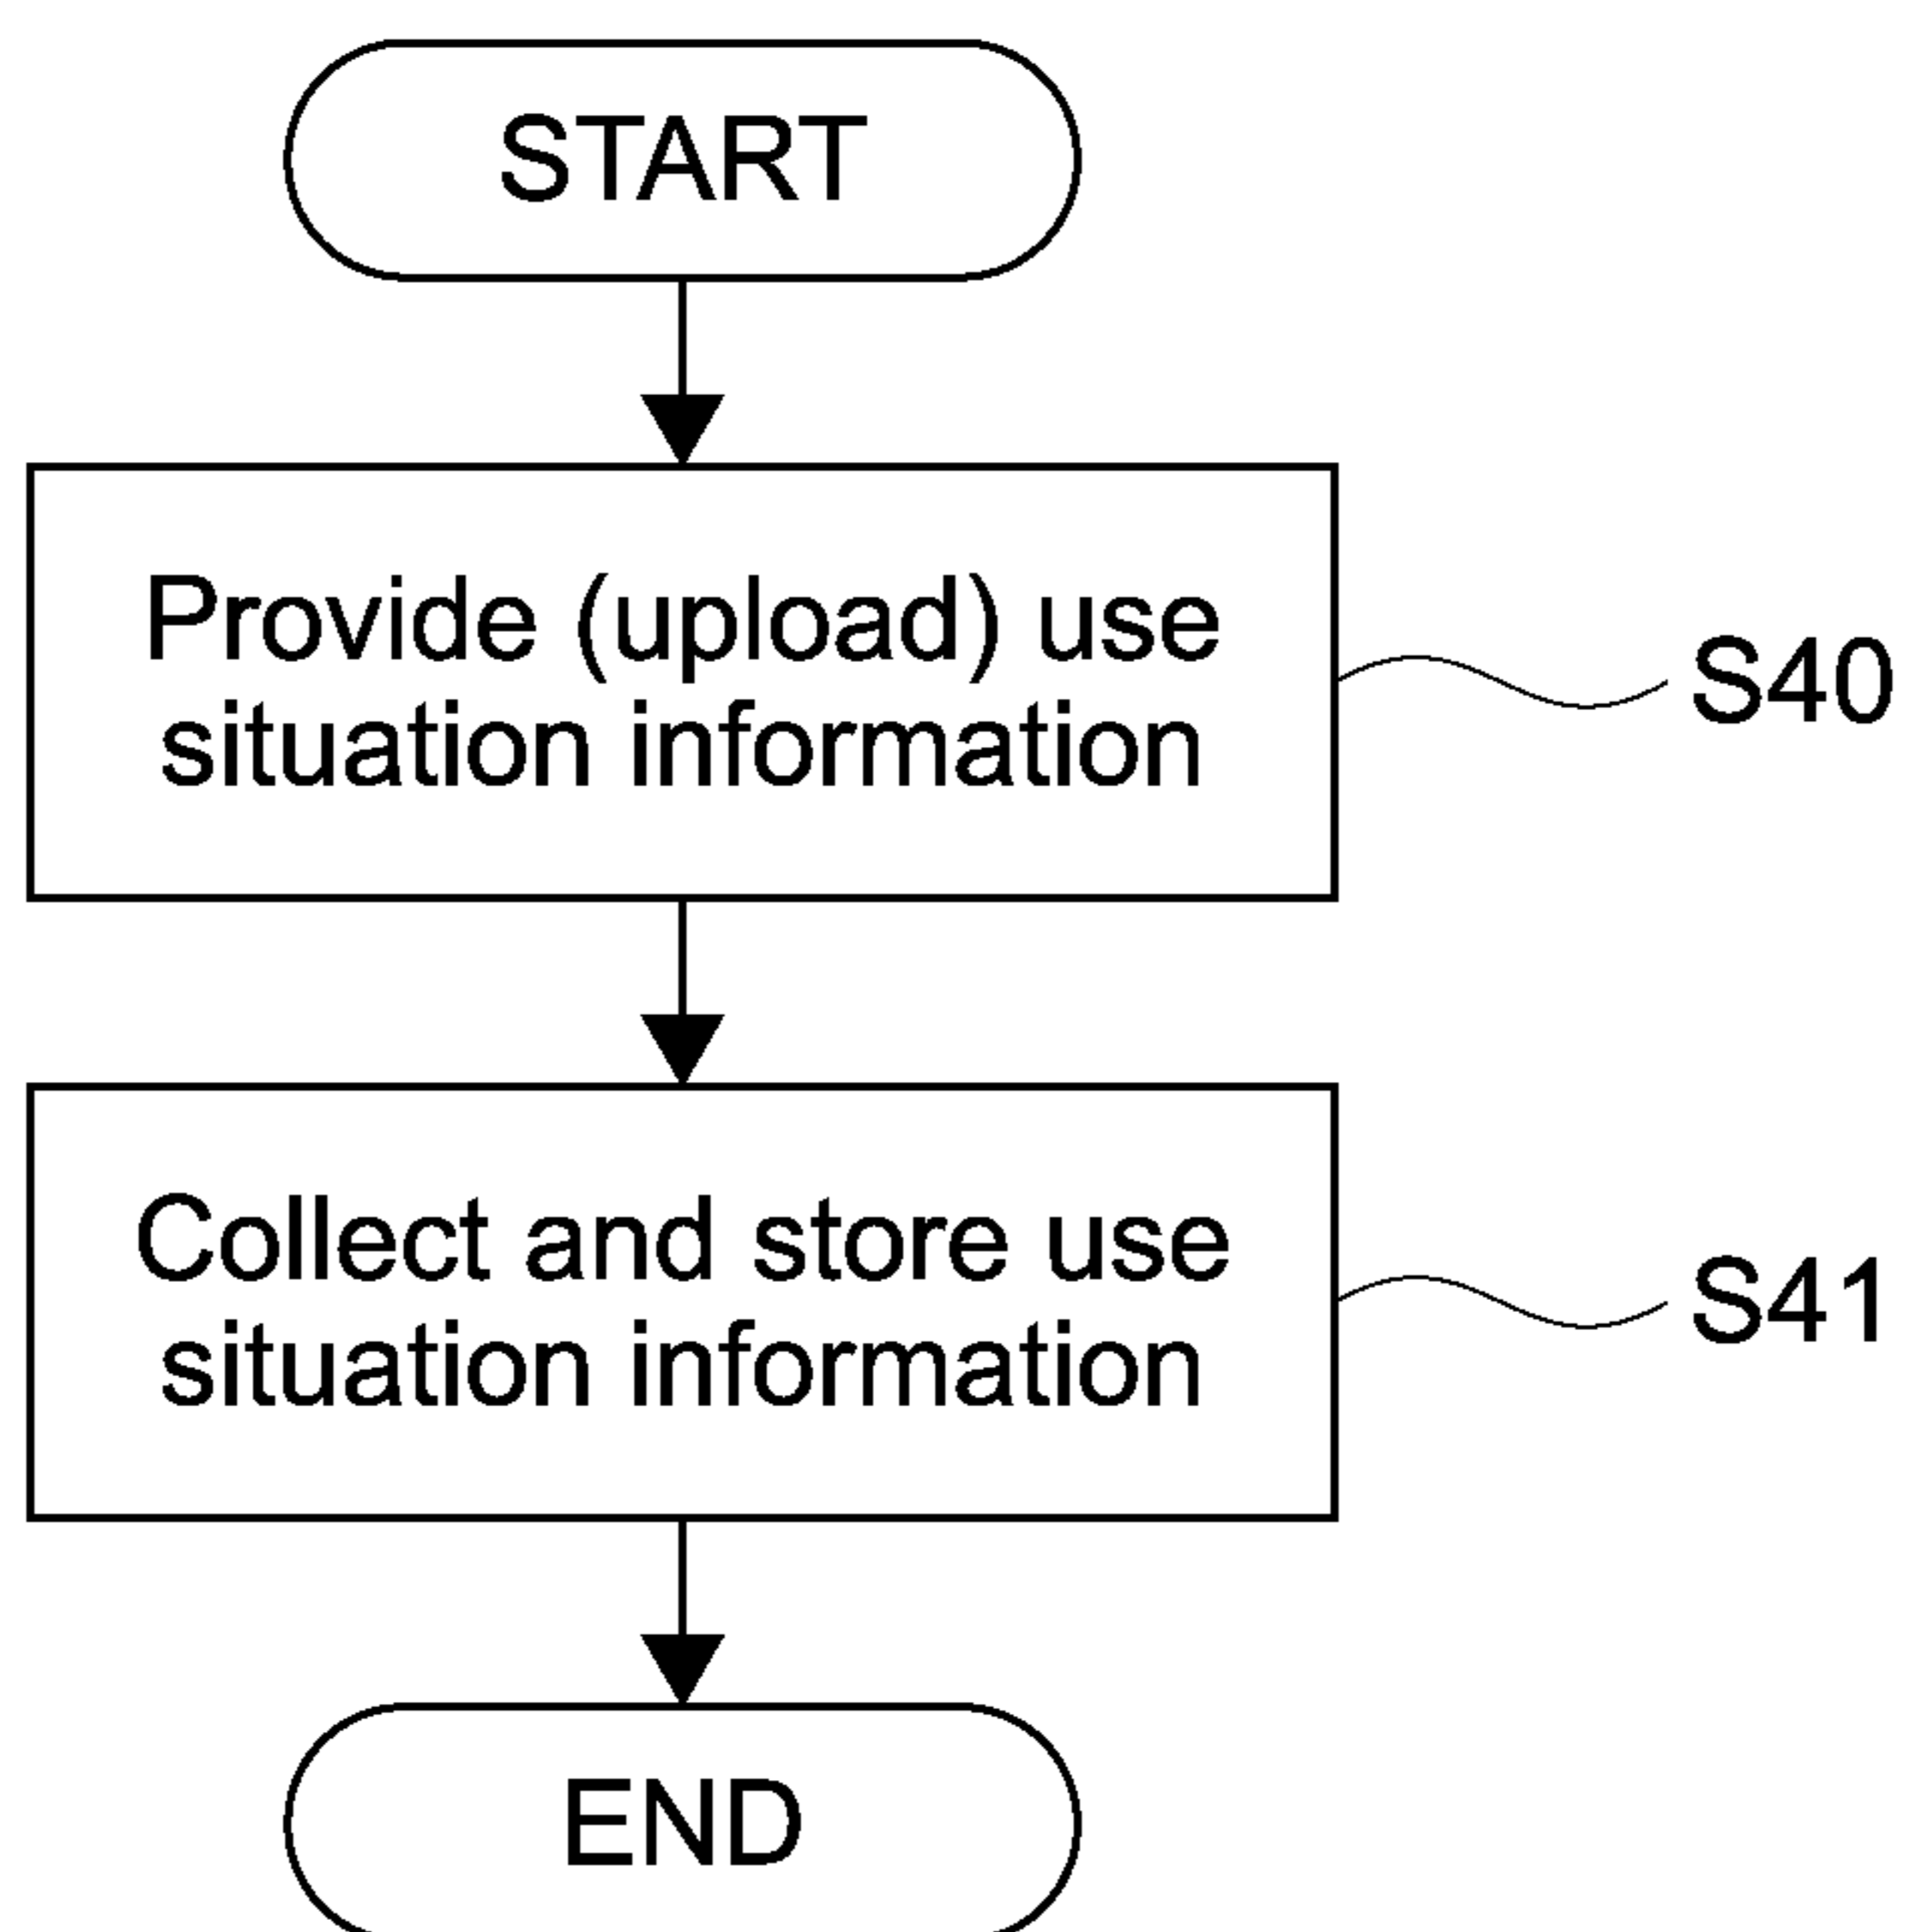 START
Provide (upload) use
situation information
S40
Collect and store use
situation information
S41
END